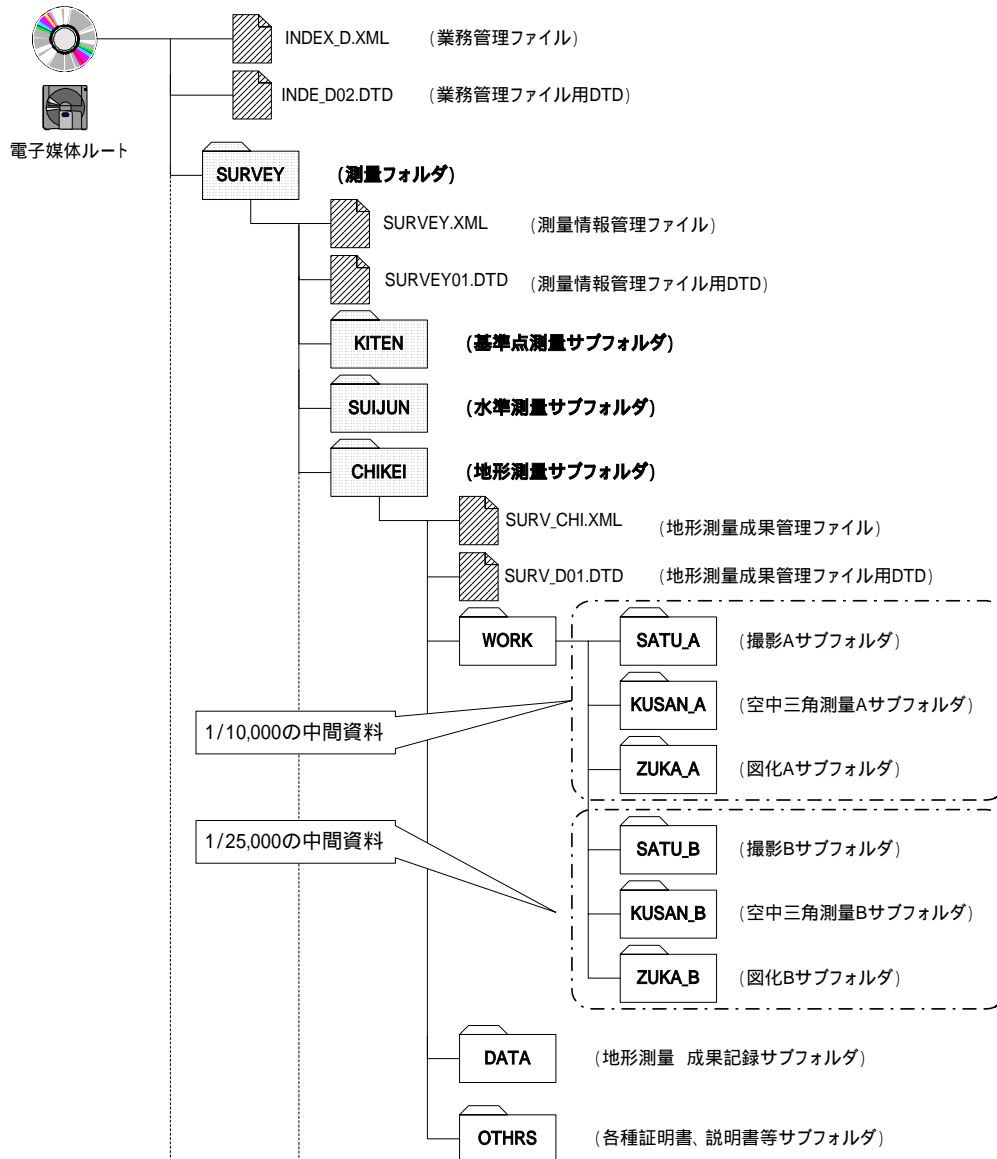 INDEX_D.XML (業務管理ファイル)
INDE_D02.DTD (業務管理ファイル用DTD)
電子媒体ルート
SURVEY (測量フォルダ)
SURVEY.XML (測量情報管理ファイル)
SURVEY01.DTD (測量情報管理ファイル用DTD)
KITEN (基準点測量サブフォルダ)
SUIJUN (水準測量サブフォルダ)
CHIKEI (地形測量サブフォルダ)
SURV_CHI.XML (地形測量成果管理ファイル)
SURV_D01.DTD (地形測量成果管理ファイル用DTD)
WORK
SATU_A (撮影Aサブフォルダ)
KUSAN_A (空中三角測量Aサブフォルダ)
1/10,000の中間資料
ZUKA_A (図化Aサブフォルダ)
1/25,000の中間資料
SATU_B (撮影Bサブフォルダ)
KUSAN_B (空中三角測量Bサブフォルダ)
ZUKA_B (図化Bサブフォルダ)
DATA (地形測量 成果記録サブフォルダ)
OTHRS (各種証明書、説明書等サブフォルダ)